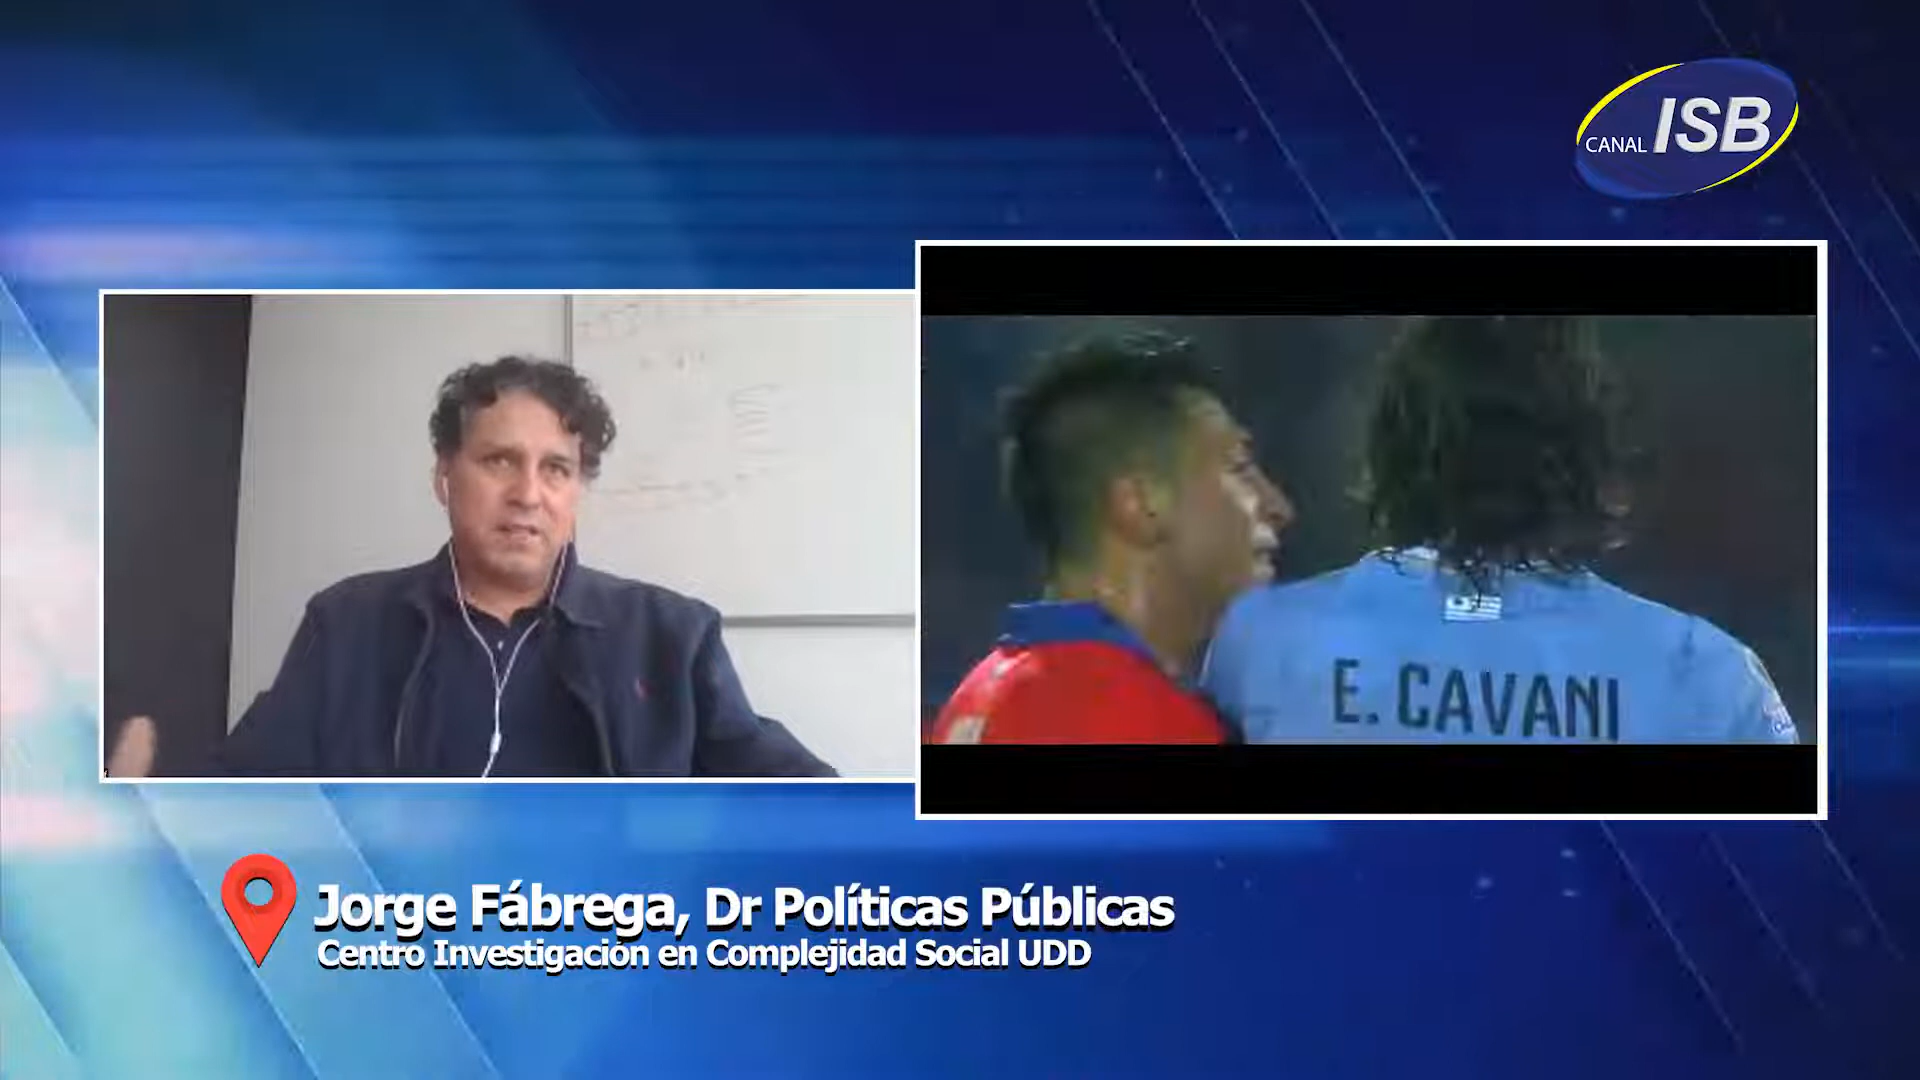 CANAL ISB
E. CAVANI
Jorge Fábrega, Dr Políticas Públicas
Centro Investigación en Complejidad Social UDD